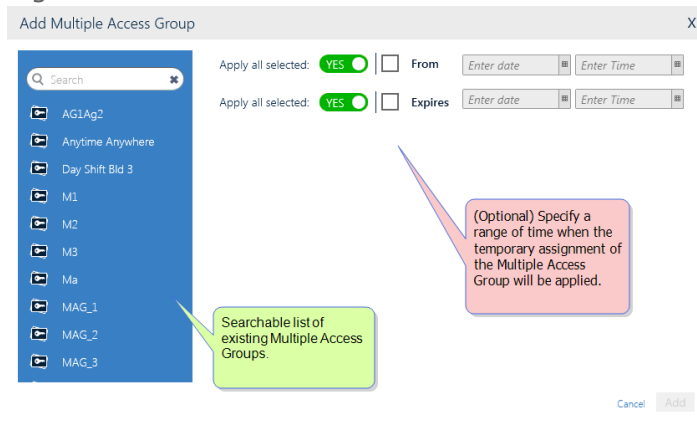 Add Multiple Access Group X
Search
Apply all selected: YES From Enter date Enter Time
Apply all selected: YES Expires Enter date Enter Time
AG1Ag2
Anytime Anywhere
Day Shift Bld 3
M1
M2
M3
Ma
MAG_1
MAG_2
MAG_3
(Optional) Specify a
range of time when the
temporary assignment of
the Multiple Access
Group will be applied.
Searchable list of
existing Multiple Access
Groups.
Cancel Add